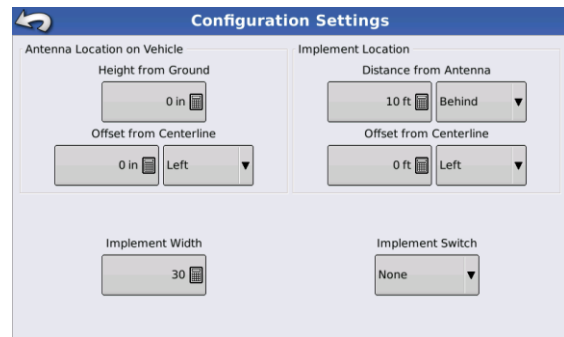 Configuration Settings
Antenna Location on Vehicle
Height from Ground
0 in
Offset from Centerline
0 in
Left
Implement Location
Distance from Antenna
10 ft
Behind
Offset from Centerline
0 ft
Left
Implement Width
30
Implement Switch
None